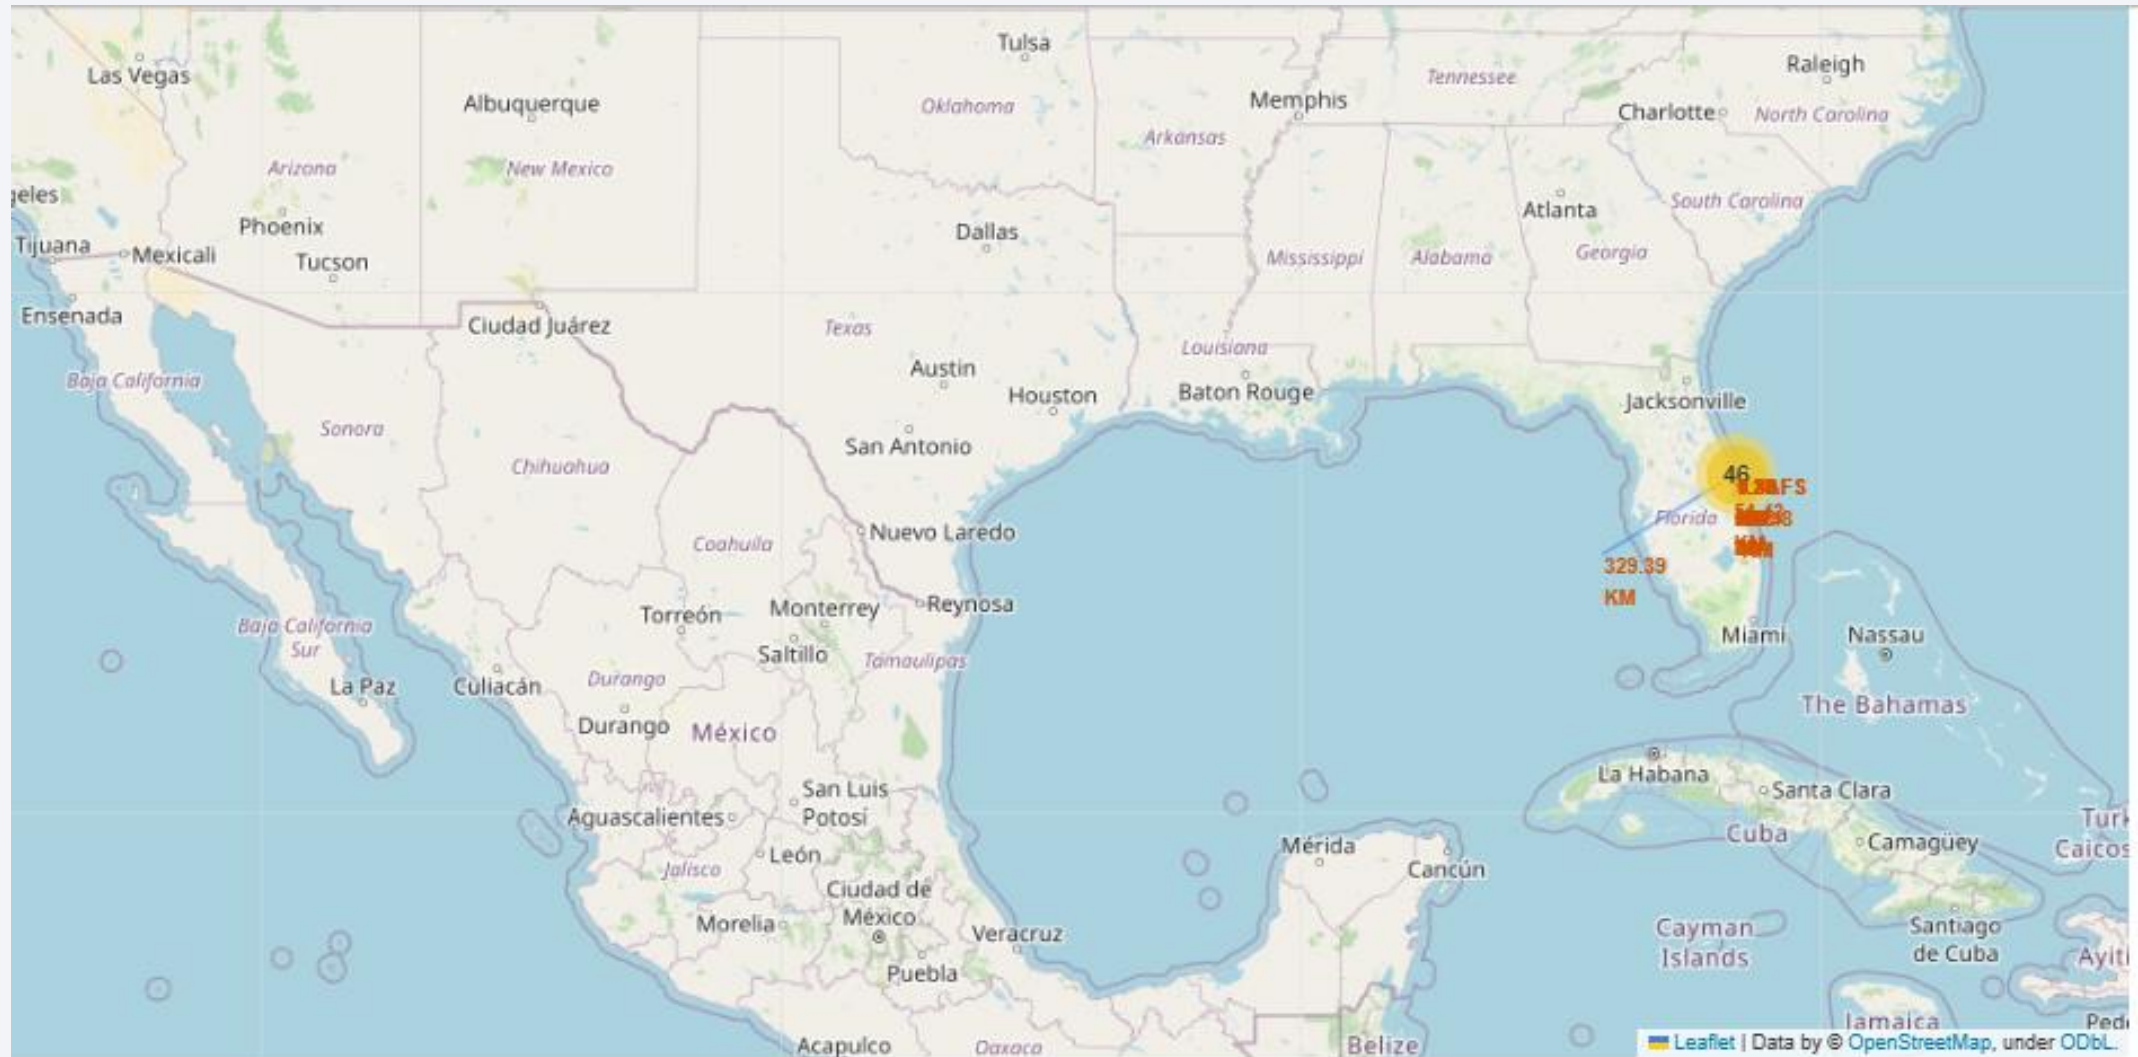 Tulsa
Raleigh
Las Vegas
Tennessee
Albuquerque
Oklahoma
Memphis
Charlotte
North Carolina
Arkansas
Arizona
New Mexico
geles
South Carolina
Phoenix
Dallas
Atlanta
Tijuana
Mexicali
Tucson
Mississippi
Alabama
Georgia
Ensenada
Ciudad Juárez
Texas
Louisiana
Austin
Baja California
Houston
Baton Rouge
Jacksonville
Sonora
San Antonio
Chihuahua
46
Florida
Nuevo Laredo
Coahuila
329.39
KM
Torreón
Monterrey
Reynosa
Baja California
Sur
Saltillo
Tamaulipas
Miami
Nassau
La Paz
Culiacán
Durango
Durango
México
The Bahamas
La Habana
San Luis
Potosí
Santa Clara
Aguascalientes
Cuba
Turk
Caicos
León
Mérida
Camagüey
Jalisco
Cancún
Ciudad de
México
Morelia
Veracruz
Cayman
Islands
Santiago
de Cuba
Puebla
Ayiti
Jamaica
Acapulco
Oaxaca
Belize
Leaflet | Data by © OpenStreetMap, under ODbL.